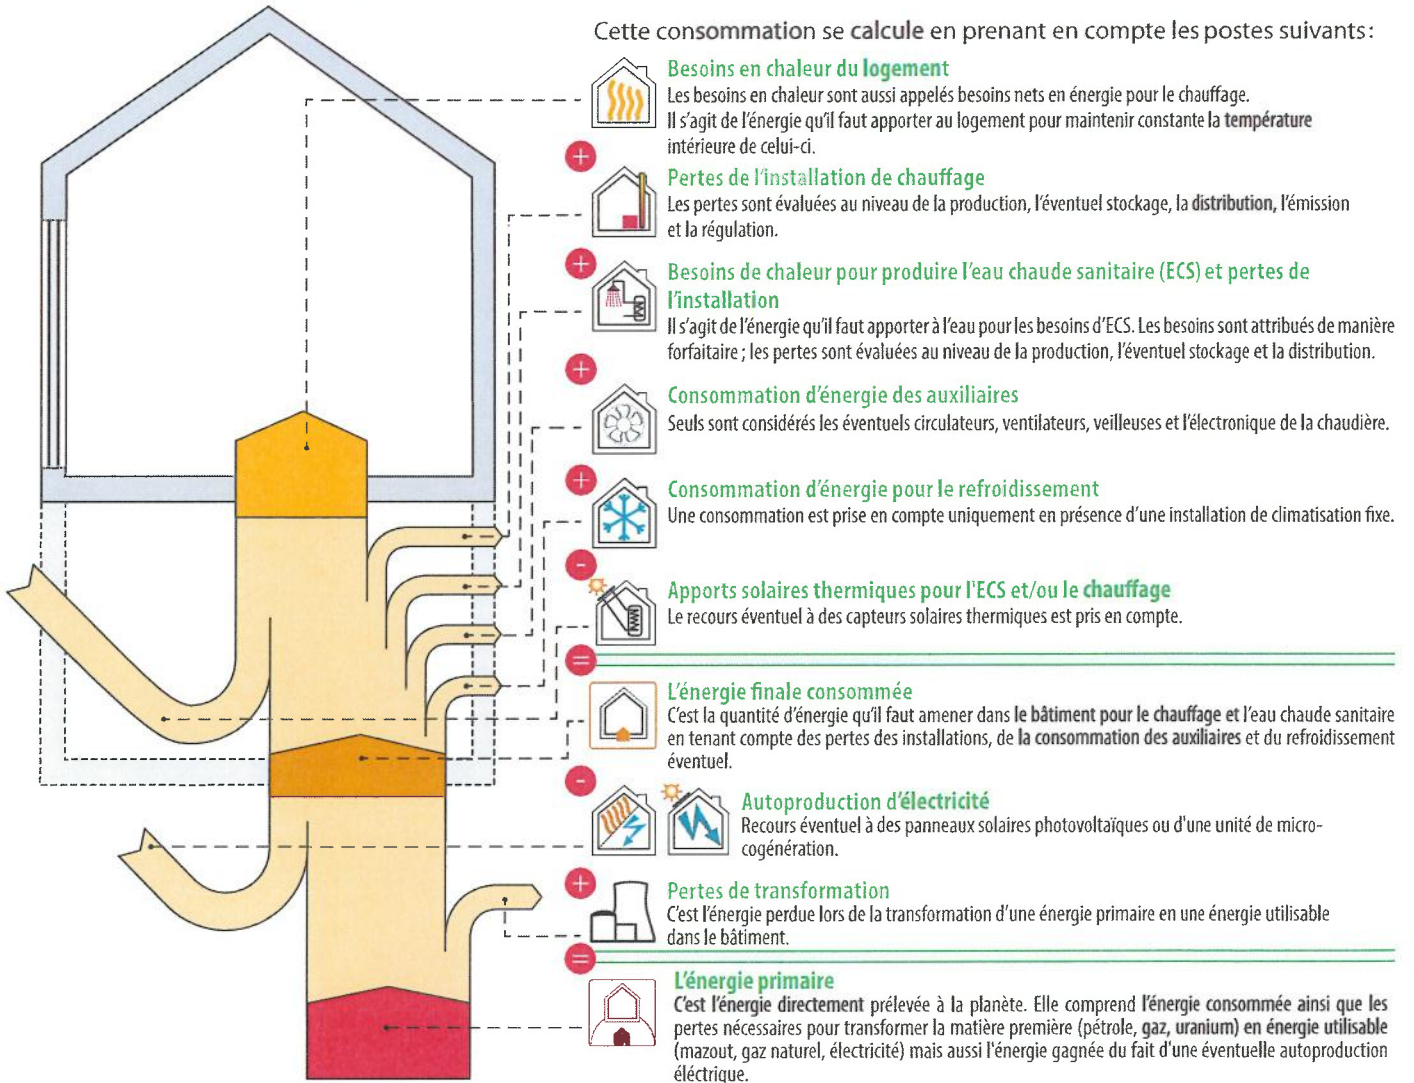 Cette consommation se calcule en prenant en compte les postes suivants :
Besoins en chaleur du logement
Les besoins en chaleur sont aussi appelés besoins nets en énergie pour le chauffage.
Il s'agit de l'énergie qu'il faut apporter au logement pour maintenir constante la température
intérieure de celui-ci.
+
Pertes de l'installation de chauffage
Les pertes sont évaluées au niveau de la production, l'éventuel stockage, la distribution, l'émission
et la régulation.
+
Besoins de chaleur pour produire l'eau chaude sanitaire (ECS) et pertes de
l'installation
Il s'agit de l'énergie qu'il faut apporter à l'eau pour les besoins d'ECS. Les besoins sont attribués de manière
forfaitaire ; les pertes sont évaluées au niveau de la production, l'éventuel stockage et la distribution.
+
Consommation d'énergie des auxiliaires
Seuls sont considérés les éventuels circulateurs, ventilateurs, veilleuses et l'électronique de la chaudière.
+
Consommation d'énergie pour le refroidissement
Une consommation est prise en compte uniquement en présence d'une installation de climatisation fixe.
-
Apports solaires thermiques pour l'ECS et/ou le chauffage
Le recours éventuel à des capteurs solaires thermiques est pris en compte.
=
L'énergie finale consommée
C'est la quantité d'énergie qu'il faut amener dans le bâtiment pour le chauffage et l'eau chaude sanitaire
en tenant compte des pertes des installations, de la consommation des auxiliaires et du refroidissement
éventuel.
-
Autoproduction d'électricité
Recours éventuel à des panneaux solaires photovoltaïques ou d'une unité de micro-
cogénération.
+
Pertes de transformation
C'est l'énergie perdue lors de la transformation d'une énergie primaire en une énergie utilisable
dans le bâtiment.
=
L'énergie primaire
C'est l'énergie directement prélevée à la planète. Elle comprend l'énergie consommée ainsi que les
pertes nécessaires pour transformer la matière première (pétrole, gaz, uranium) en énergie utilisable
(mazout, gaz naturel, électricité) mais aussi l'énergie gagnée du fait d'une éventuelle autoproduction
éléctrique.